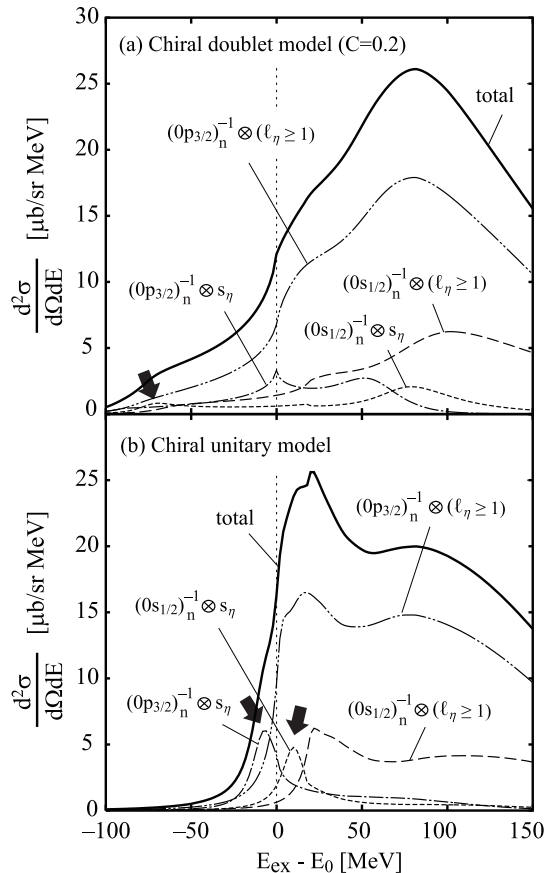 30
(a) Chiral doublet model (C=0.2)
25
total
20
(0p3/2)n^-1 ⊗ (ℓη ≥ 1)
15
10
(0p3/2)n^-1 ⊗ sη
(0s1/2)n^-1 ⊗ (ℓη ≥ 1)
(0s1/2)n^-1 ⊗ sη
5
0
d²σ
dΩdE
[μb/sr MeV]
(b) Chiral unitary model
25
total
(0p3/2)n^-1 ⊗ (ℓη ≥ 1)
20
(0s1/2)n^-1 ⊗ sη
15
10
(0p3/2)n^-1 ⊗ sη
(0s1/2)n^-1 ⊗ (ℓη ≥ 1)
5
0
d²σ
dΩdE
[μb/sr MeV]
−100 −50 0 50 100 150
Eex - E0 [MeV]